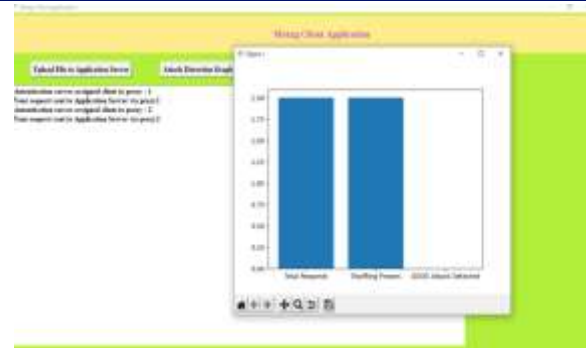 Client Application
Figure 1
Upload File to Application Server
Attack Detection Graph
Authentication server assigned client to proxy : 1
Your request sent to Application Server via proxy1
Authentication server assigned client to proxy : 2
Your request sent to Application Server via proxy2
2.00
1.75
1.50
1.25
1.00
0.75
0.50
0.25
0.00
Total Requests
Shuffling Proxies
DDOS Attack Detected